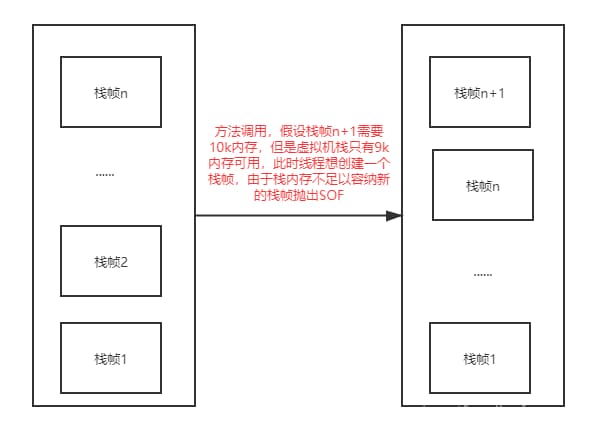 栈帧n
......
栈帧2
栈帧1
方法调用，假设栈帧n+1需要
10k内存，但是虚拟机栈只有9k
内存可用，此时线程想创建一个
栈帧，由于栈内存不足以容纳新
的栈帧抛出SOF
栈帧n+1
栈帧n
......
栈帧1